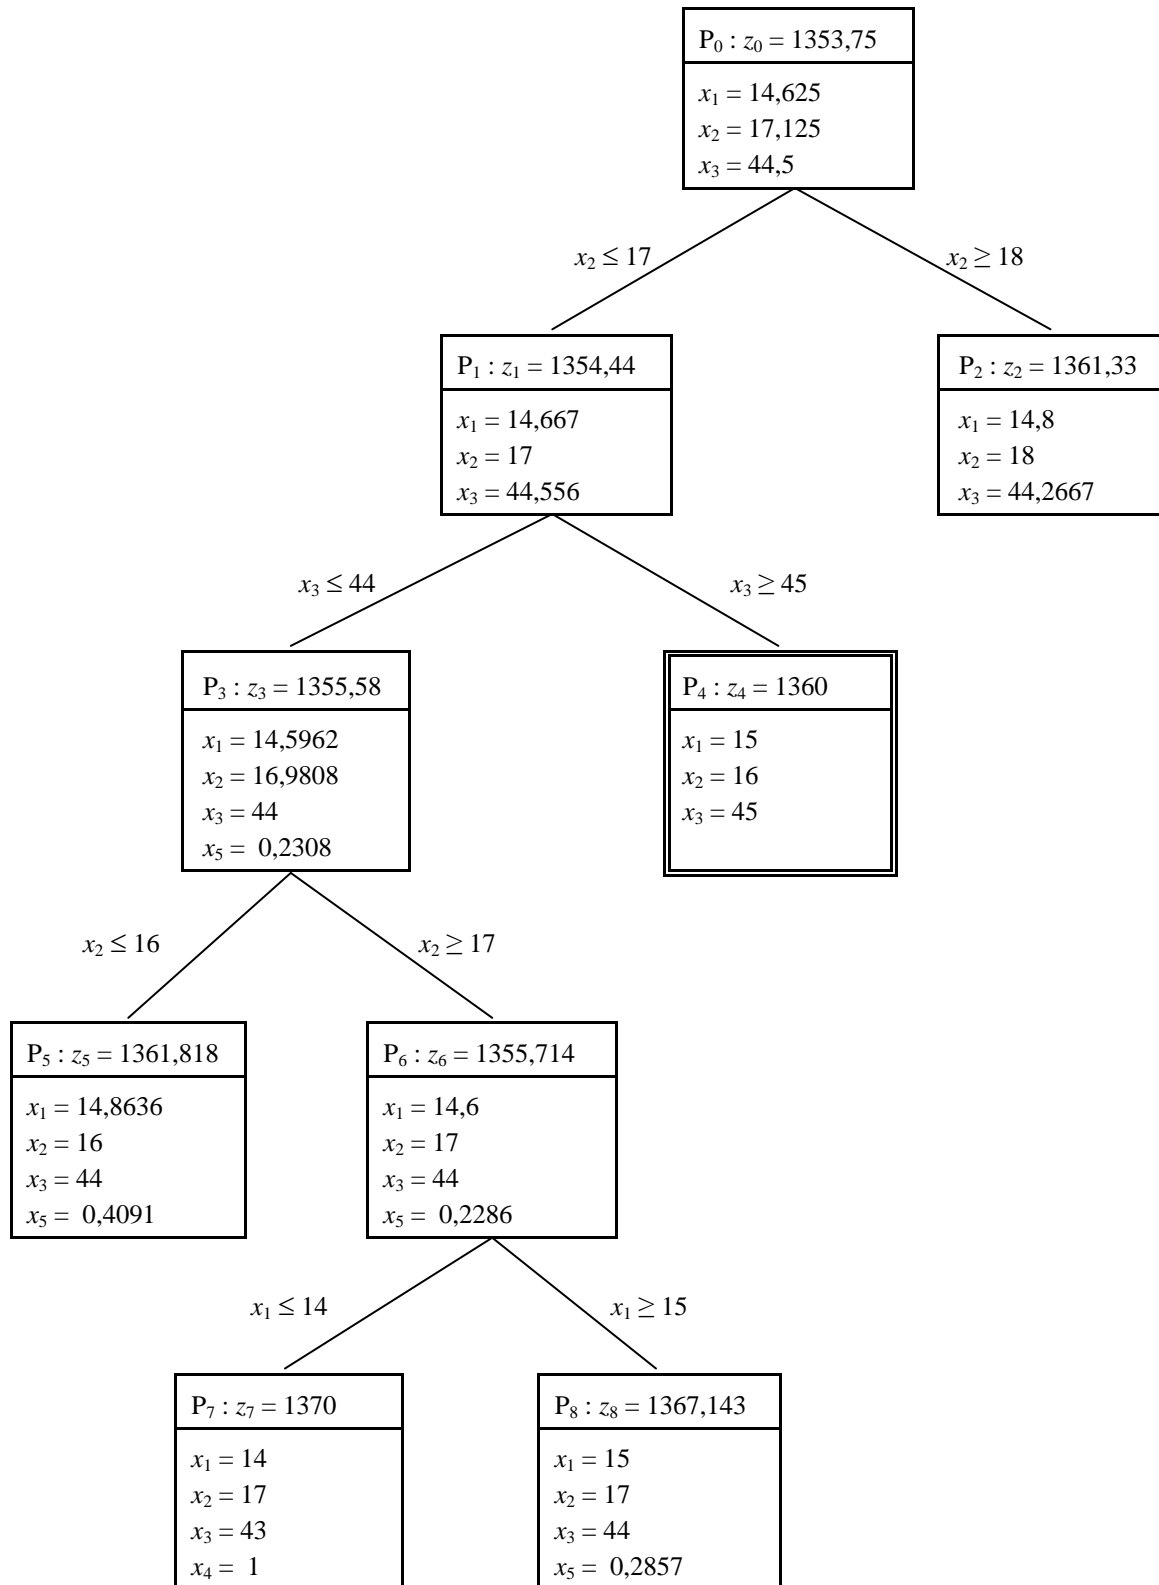 P₀ : z₀ = 1353,75
x₁ = 14,625
x₂ = 17,125
x₃ = 44,5
x₂ ≤ 17
x₂ ≥ 18
P₁ : z₁ = 1354,44
x₁ = 14,667
x₂ = 17
x₃ = 44,556
P₂ : z₂ = 1361,33
x₁ = 14,8
x₂ = 18
x₃ = 44,2667
x₃ ≤ 44
x₃ ≥ 45
P₃ : z₃ = 1355,58
x₁ = 14,5962
x₂ = 16,9808
x₃ = 44
x₅ = 0,2308
P₄ : z₄ = 1360
x₁ = 15
x₂ = 16
x₃ = 45
x₂ ≤ 16
x₂ ≥ 17
P₅ : z₅ = 1361,818
x₁ = 14,8636
x₂ = 16
x₃ = 44
x₅ = 0,4091
P₆ : z₆ = 1355,714
x₁ = 14,6
x₂ = 17
x₃ = 44
x₅ = 0,2286
x₁ ≤ 14
x₁ ≥ 15
P₇ : z₇ = 1370
x₁ = 14
x₂ = 17
x₃ = 43
x₄ = 1
P₈ : z₈ = 1367,143
x₁ = 15
x₂ = 17
x₃ = 44
x₅ = 0,2857